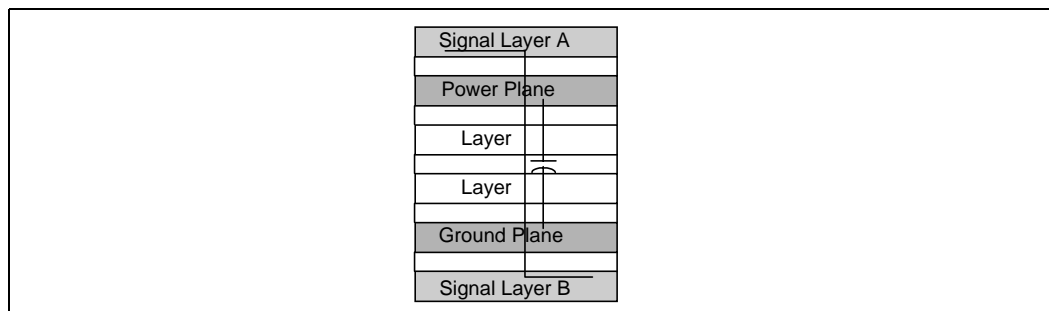 Signal Layer A
Power Plane
Layer
Layer
Ground Plane
Signal Layer B